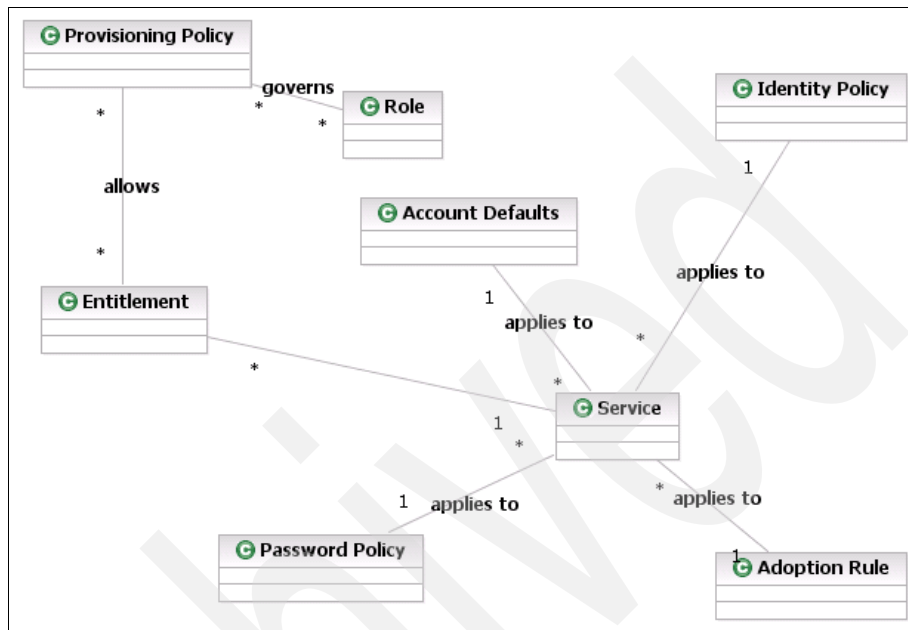 Provisioning Policy
governs
*
*
Role
Identity Policy
*
allows
*
1
Account Defaults
applies to
*
1
applies to
*
Entitlement
*
Service
1
*
1
applies to
*
applies to
1
Password Policy
Adoption Rule
hived